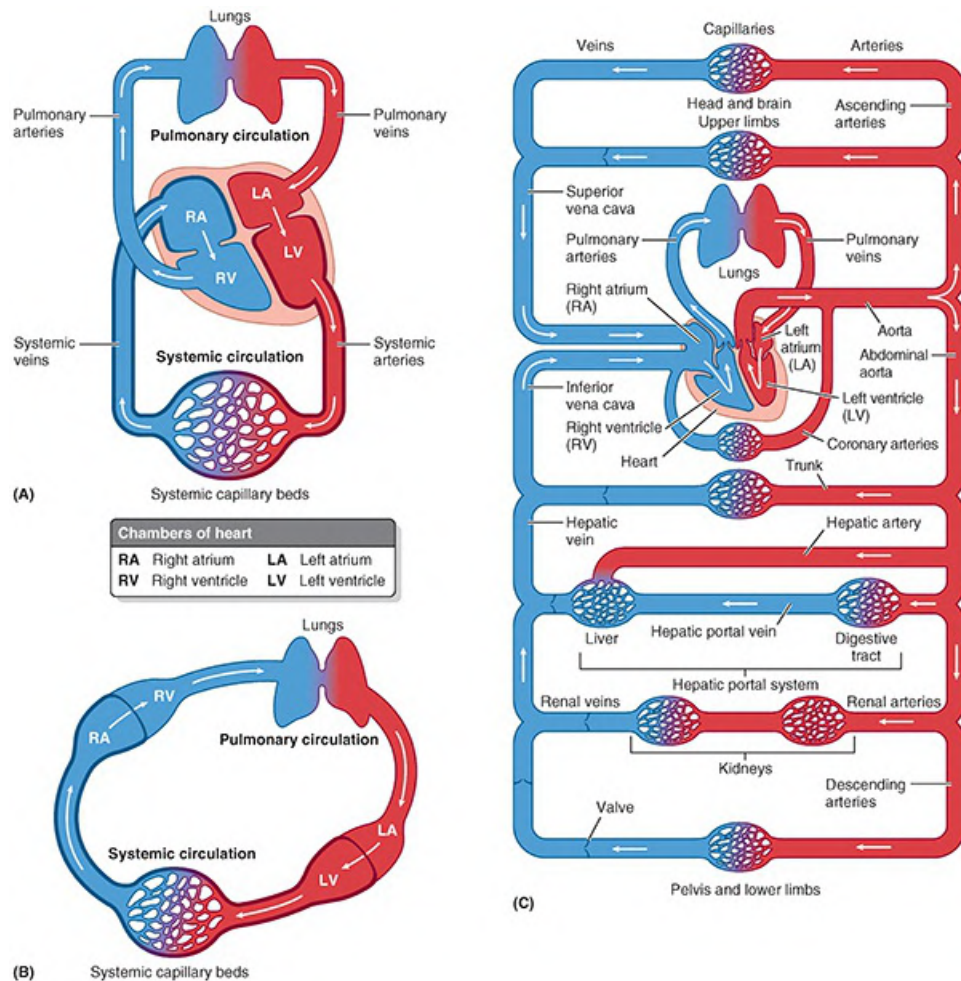 Lungs
Pulmonary
arteries
Pulmonary
veins
Pulmonary circulation
LA
RA
LV
RV
Systemic
veins
Systemic circulation
Systemic
arteries
(A)
Systemic capillary beds
Chambers of heart
RA Right atrium LA Left atrium
RV Right ventricle LV Left ventricle
Lungs
RV
RA
Pulmonary circulation
LA
Systemic circulation
LV
(B)
Systemic capillary beds
Veins
Capillaries
Arteries
Head and brain
Upper limbs
Ascending
arteries
Superior
vena cava
Pulmonary
arteries
Lungs
Pulmonary
veins
Right atrium
(RA)
Left
atrium
(LA)
Aorta
Abdominal
aorta
Inferior
vena cava
Right ventricle
(RV)
Left ventricle
(LV)
Heart
Coronary arteries
Trunk
Hepatic
vein
Hepatic artery
Liver
Hepatic portal vein
Digestive
tract
Hepatic portal system
Renal veins
Renal arteries
Kidneys
Valve
Descending
arteries
Pelvis and lower limbs
(C)